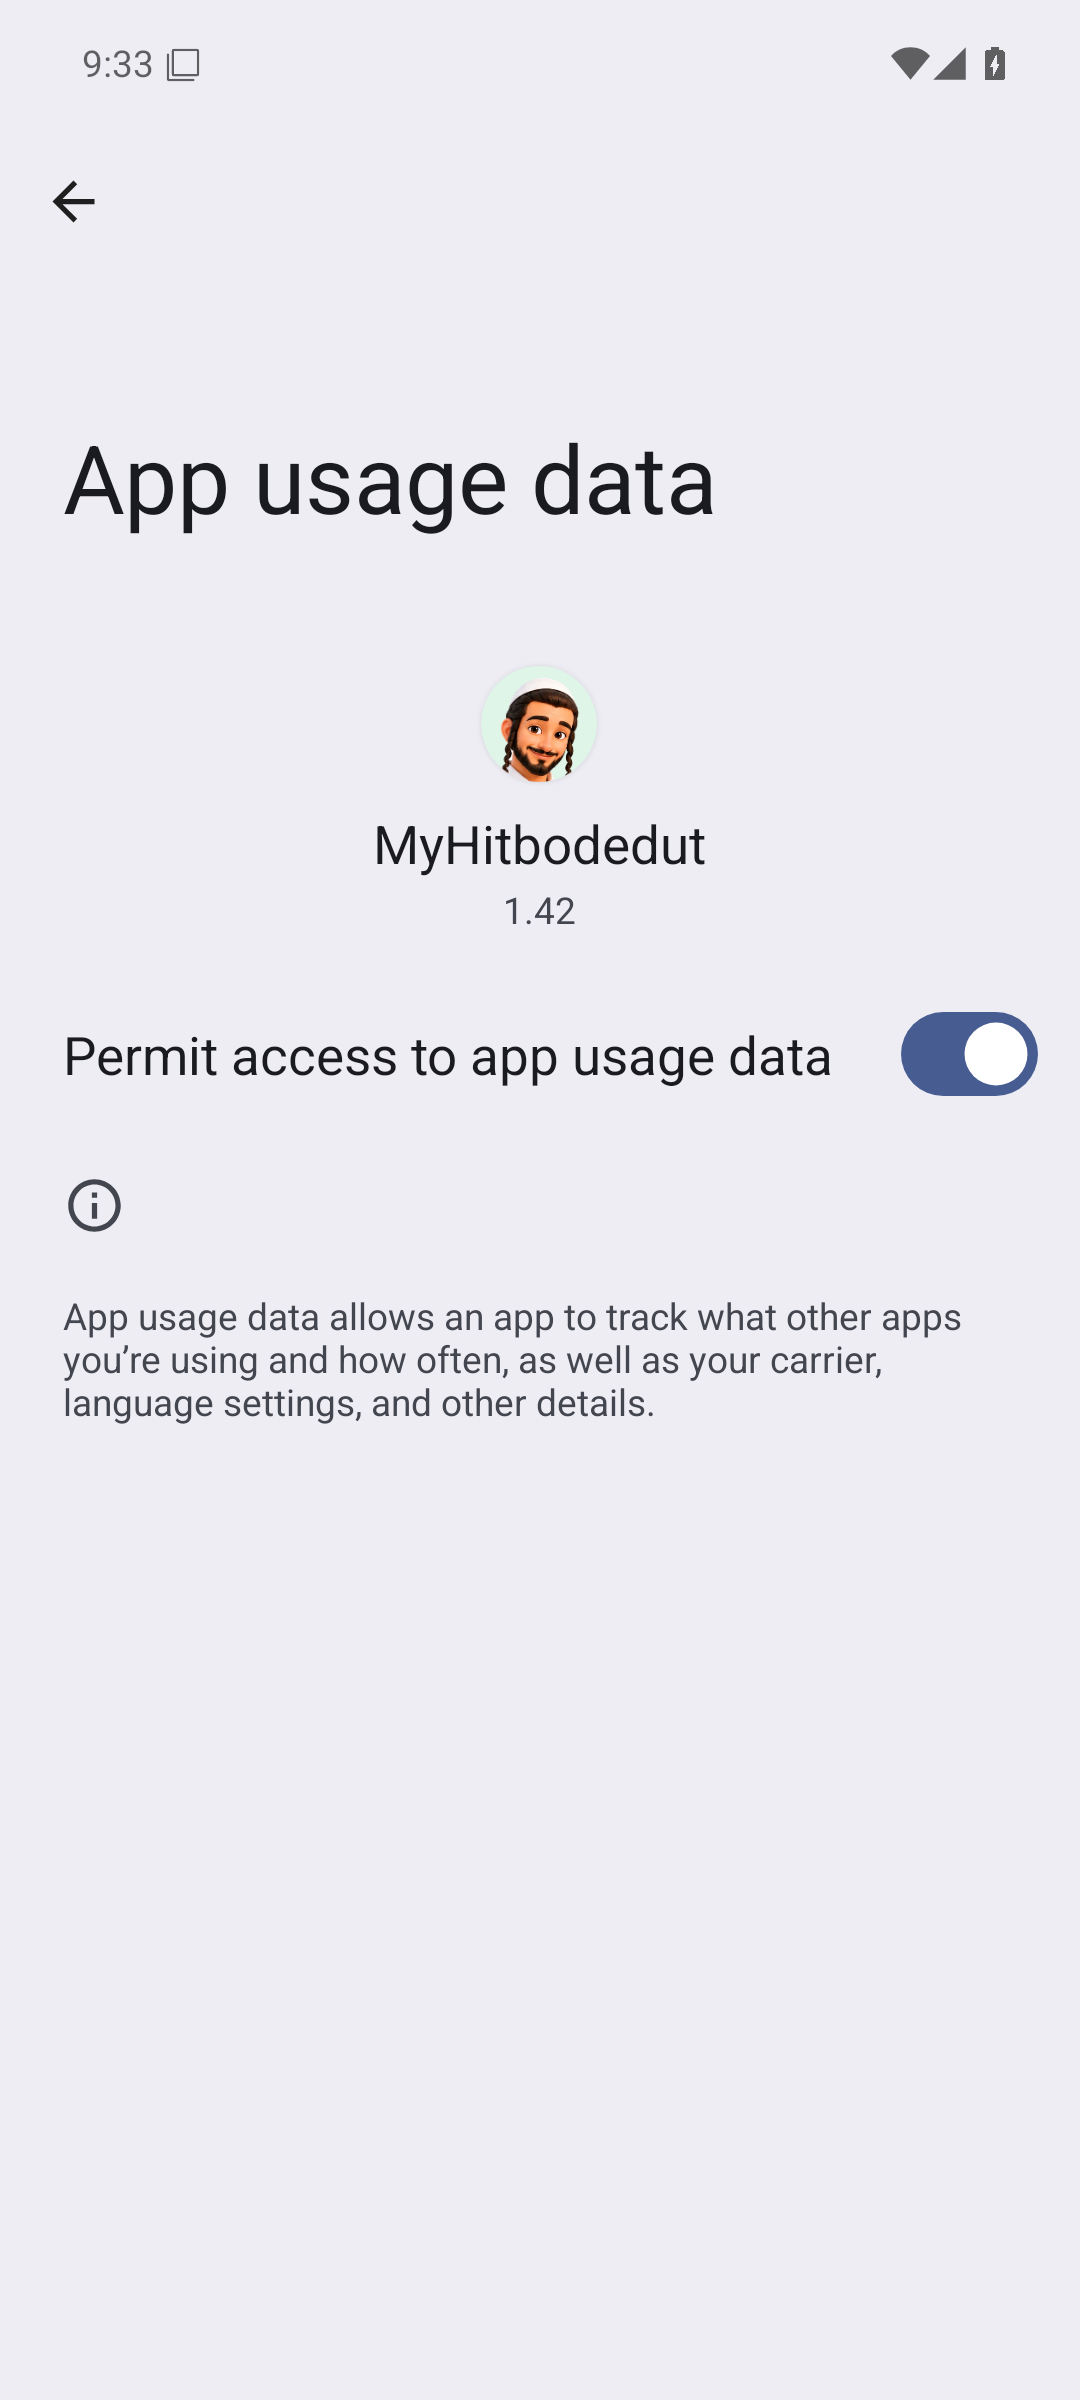 9:33
App usage data
MyHitbodedut
1.42
Permit access to app usage data
App usage data allows an app to track what other apps
you’re using and how often, as well as your carrier,
language settings, and other details.